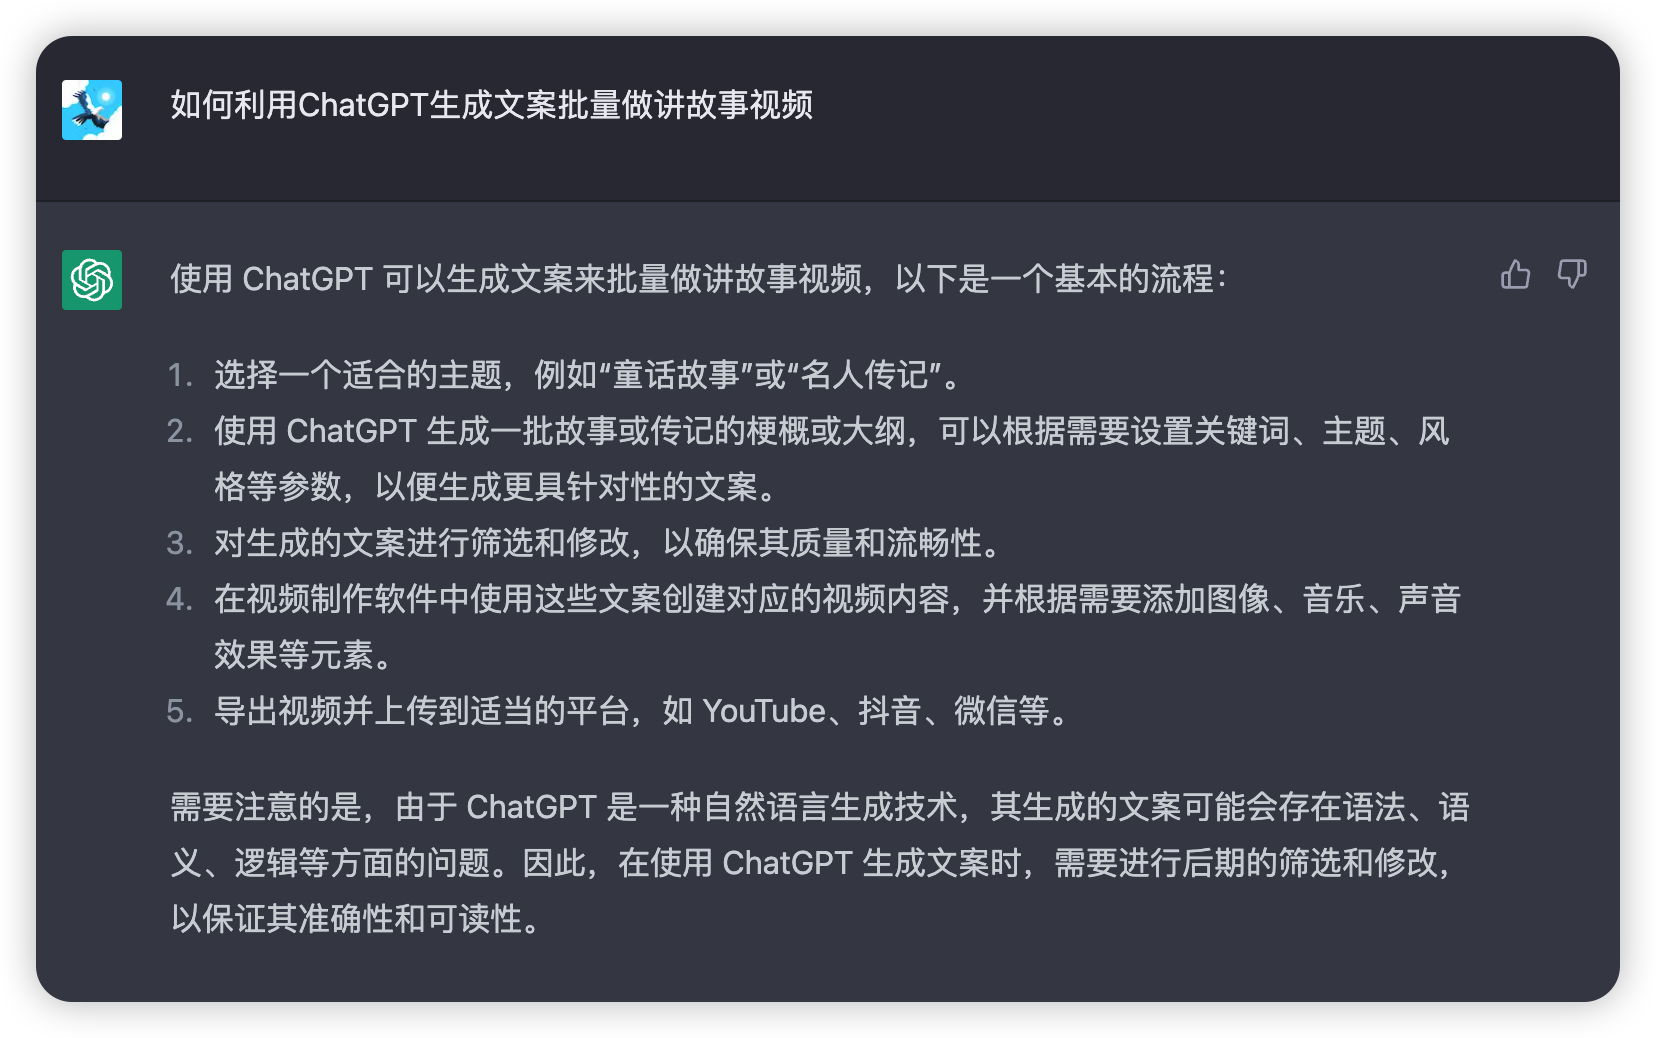 如何利用ChatGPT生成文案批量做讲故事视频
使用 ChatGPT 可以生成文案来批量做讲故事视频，以下是一个基本的流程：
1. 选择一个适合的主题，例如“童话故事”或“名人传记”。
2. 使用 ChatGPT 生成一批故事或传记的梗概或大纲，可以根据需要设置关键词、主题、风
格等参数，以便生成更具针对性的文案。
3. 对生成的文案进行筛选和修改，以确保其质量和流畅性。
4. 在视频制作软件中使用这些文案创建对应的视频内容，并根据需要添加图像、音乐、声音
效果等元素。
5. 导出视频并上传到适当的平台，如 YouTube、抖音、微信等。
需要注意的是，由于 ChatGPT 是一种自然语言生成技术，其生成的文案可能会存在语法、语
义、逻辑等方面的问题。因此，在使用 ChatGPT 生成文案时，需要进行后期的筛选和修改，
以保证其准确性和可读性。